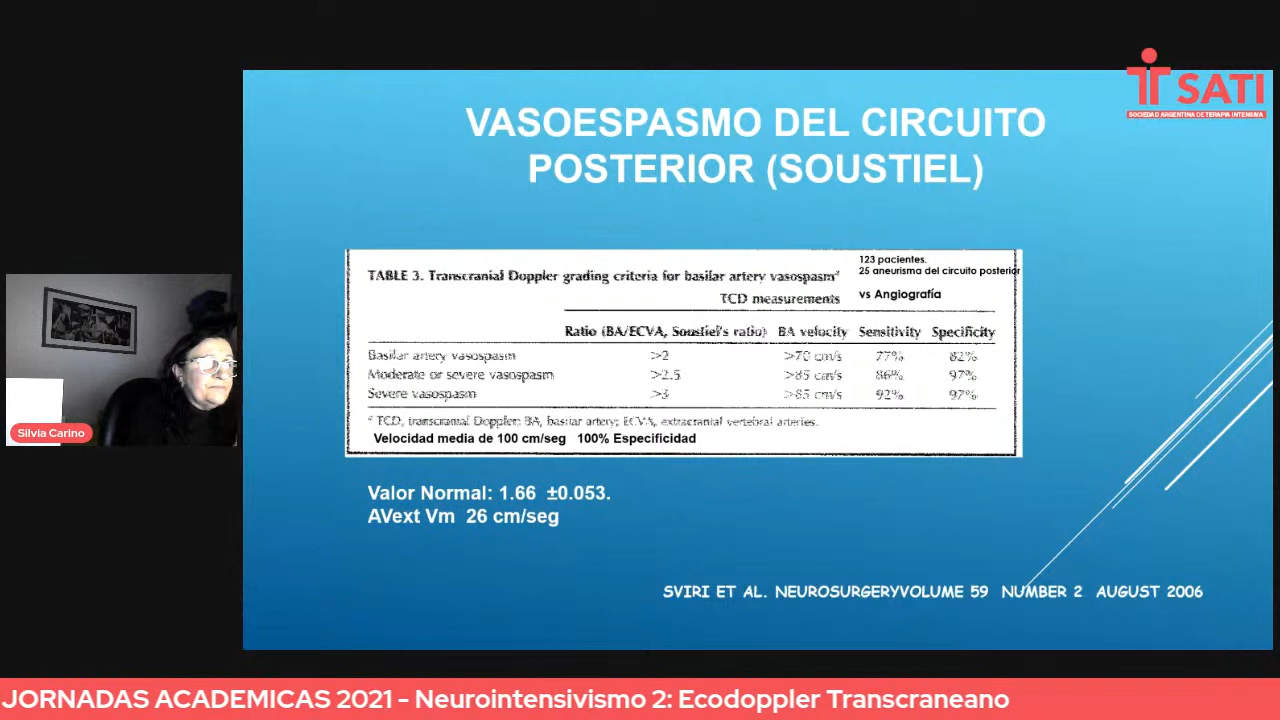 SATI
SOCIEDAD ARGENTINA DE TERAPIA INTENSIVA
VASOESPASMO DEL CIRCUITO
POSTERIOR (SOUSTIEL)
123 pacientes.
25 aneurisma del circuito posterior
TABLE 3. Transcranial Doppler grading criteria for basilar artery vasospasm^a
vs Angiografía
TCD measurements
Ratio (BA/ECVA, Soustiel's ratio) BA velocity Sensitivity Specificity
Basilar artery vasospasm >2 >70 cm/s 77% 82%
Moderate or severe vasospasm >2.5 >85 cm/s 86% 97%
Severe vasospasm >3 >85 cm/s 92% 97%
^a TCD, transcranial Doppler; BA, basilar artery; ECVA, extracranial vertebral arteries.
Velocidad media de 100 cm/seg 100% Especificidad
Valor Normal: 1.66 ±0.053.
AVext Vm 26 cm/seg
SVIRI ET AL. NEUROSURGERYVOLUME 59 NUMBER 2 AUGUST 2006
Silvia Carino
JORNADAS ACADEMICAS 2021 - Neurointensivismo 2: Ecodoppler Transcraneano